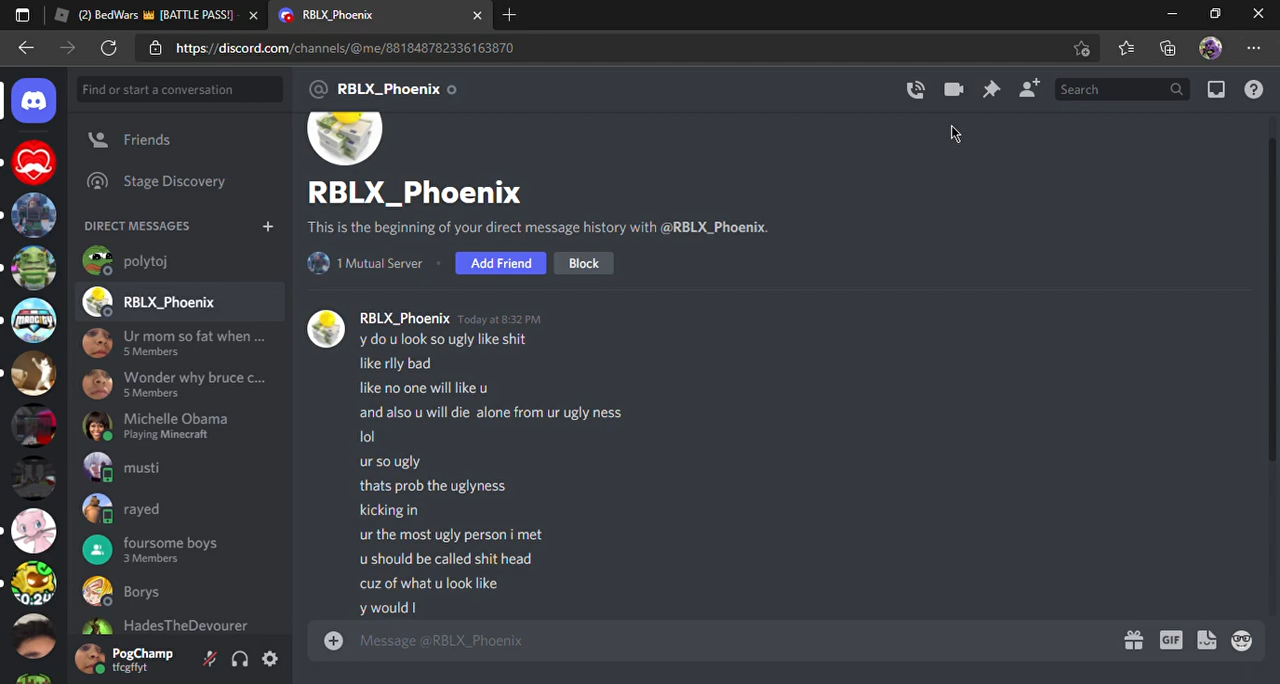 (2) BedWars 👑 [BATTLE PASS!]
RBLX_Phoenix
https://discord.com/channels/@me/881848782336163870
Find or start a conversation
RBLX_Phoenix
Search
Friends
Stage Discovery
DIRECT MESSAGES
polytoj
RBLX_Phoenix
Ur mom so fat when ...
5 Members
Wonder why bruce c...
5 Members
Michelle Obama
Playing Minecraft
musti
rayed
foursome boys
3 Members
Borys
HadesTheDevourer
PogChamp
tfcgffyt
RBLX_Phoenix
This is the beginning of your direct message history with @RBLX_Phoenix.
1 Mutual Server
Add Friend
Block
RBLX_Phoenix Today at 8:32 PM
y do u look so ugly like shit
like rlly bad
like no one will like u
and also u will die alone from ur ugly ness
lol
ur so ugly
thats prob the uglyness
kicking in
ur the most ugly person i met
u should be called shit head
cuz of what u look like
y would I
Message @RBLX_Phoenix
GIF